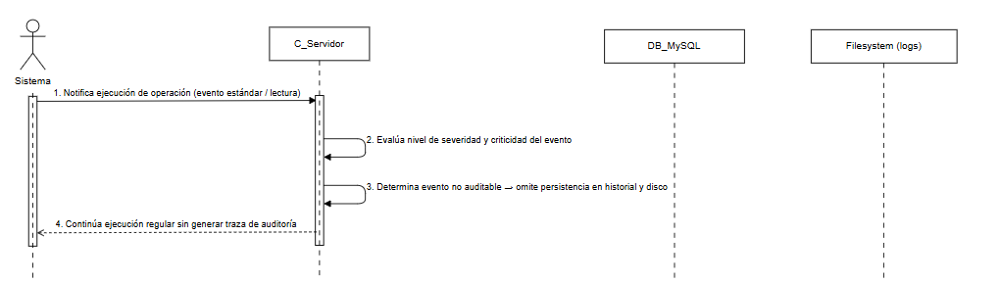 C_Servidor
DB_MySQL
Filesystem (logs)
Sistema
1. Notifica ejecución de operación (evento estándar / lectura)
2. Evalúa nivel de severidad y criticidad del evento
3. Determina evento no auditable → omite persistencia en historial y disco
4. Continúa ejecución regular sin generar traza de auditoría